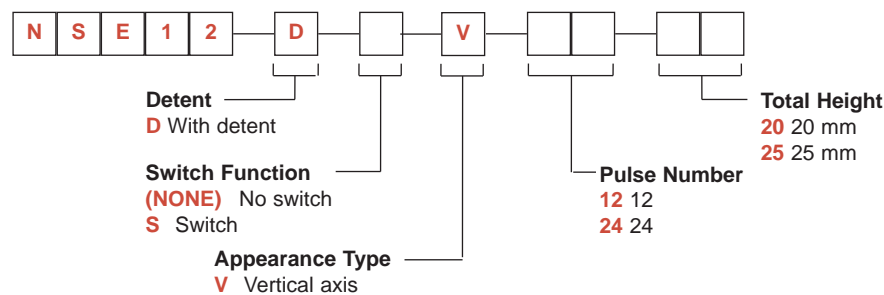 N S E 1 2 D V
Detent
D With detent
Switch Function
(NONE) No switch
S Switch
Appearance Type
V Vertical axis
Pulse Number
12 12
24 24
Total Height
20 20 mm
25 25 mm